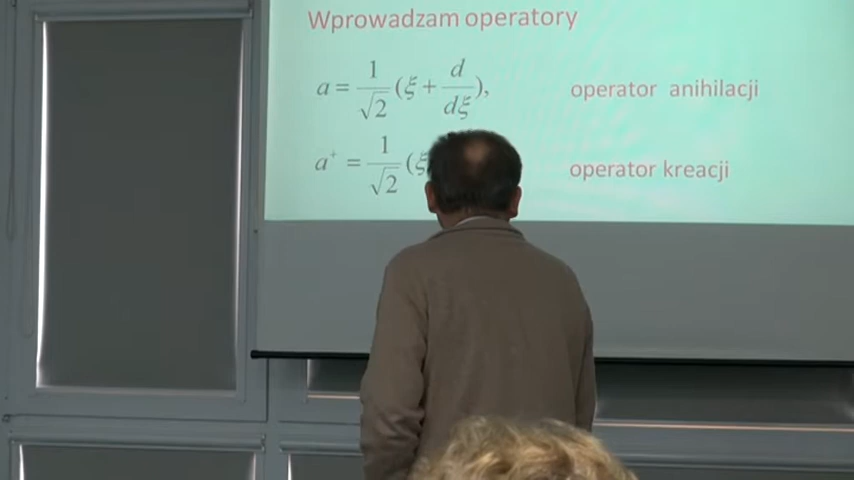 Wprowadzam operatory
a = 1/√2 (ξ + d/dξ), operator anihilacji
a⁺ = 1/√2 (ξ operator kreacji